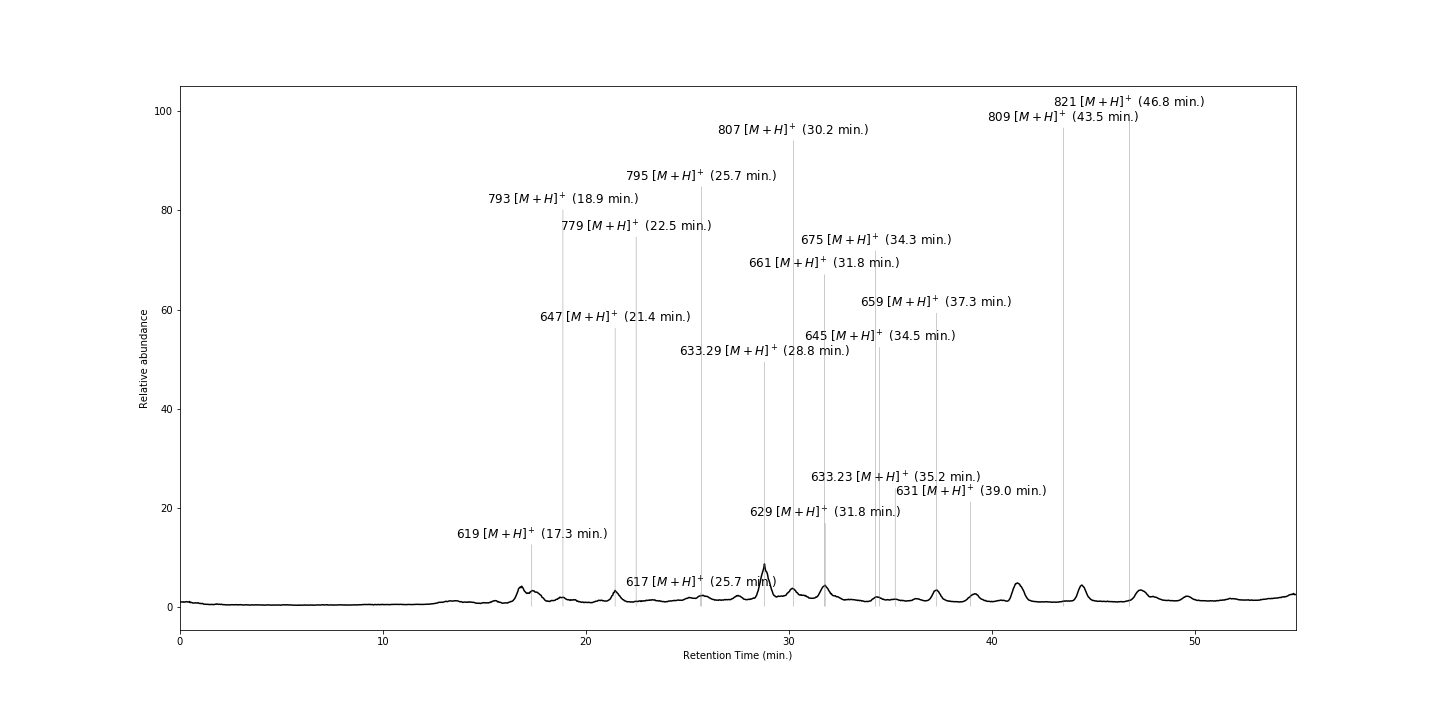 821 [M + H]⁺ (46.8 min.)
809 [M + H]⁺ (43.5 min.)
807 [M + H]⁺ (30.2 min.)
795 [M + H]⁺ (25.7 min.)
793 [M + H]⁺ (18.9 min.)
779 [M + H]⁺ (22.5 min.)
675 [M + H]⁺ (34.3 min.)
661 [M + H]⁺ (31.8 min.)
659 [M + H]⁺ (37.3 min.)
647 [M + H]⁺ (21.4 min.)
645 [M + H]⁺ (34.5 min.)
633.29 [M + H]⁺ (28.8 min.)
633.23 [M + H]⁺ (35.2 min.)
631 [M + H]⁺ (39.0 min.)
629 [M + H]⁺ (31.8 min.)
619 [M + H]⁺ (17.3 min.)
617 [M + H]⁺ (25.7 min.)
100
80
60
40
20
0
Relative abundance
0 10 20 30 40 50
Retention Time (min.)